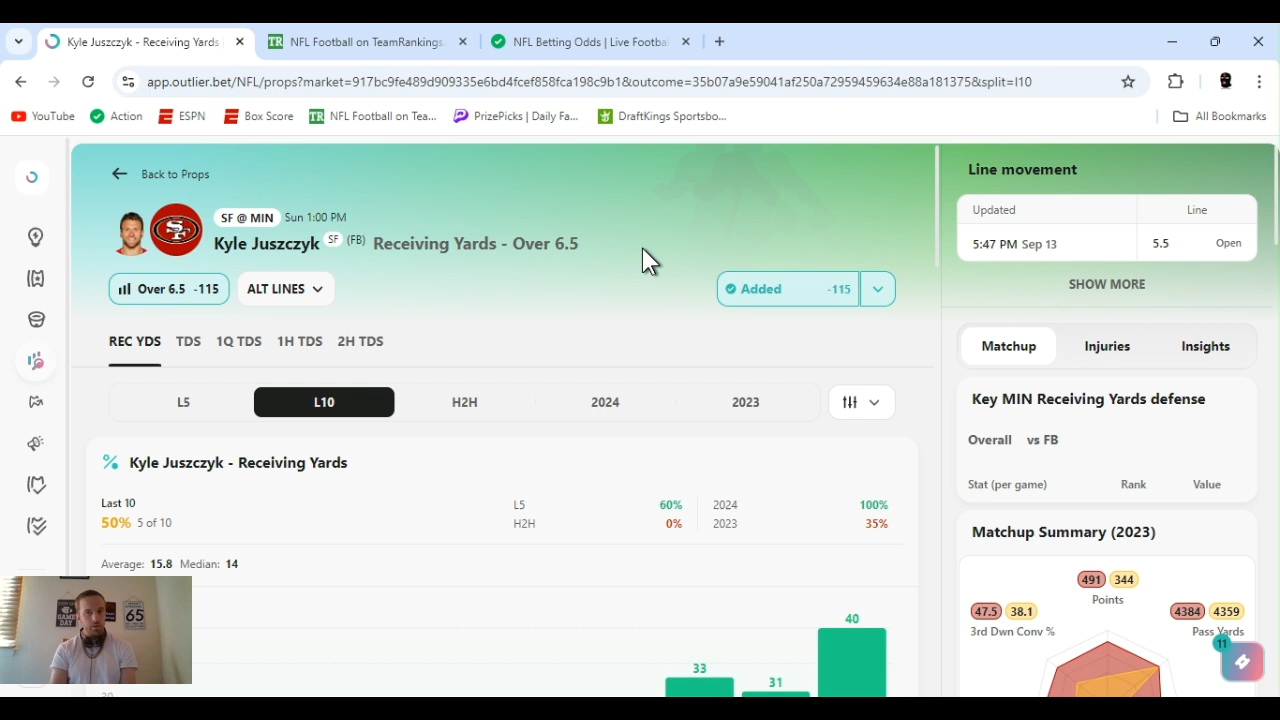 Kyle Juszczyk - Receiving Yards
NFL Football on TeamRankings.
NFL Betting Odds | Live Footba
app.outlier.bet/NFL/props?market=917bc9fe489d909335e6bd4fcef858fca198c9b1&outcome=35b07a9e59041af250a72959459634e88a181375&split=l10
YouTube Action ESPN Box Score NFL Football on Tea... PrizePicks | Daily Fa... DraftKings Sportsbo... All Bookmarks
Back to Props
SF @ MIN Sun 1:00 PM
Kyle Juszczyk SF (FB) Receiving Yards - Over 6.5
Over 6.5 -115 ALT LINES
Added -115
REC YDS TDS 1Q TDS 1H TDS 2H TDS
L5 L10 H2H 2024 2023
Kyle Juszczyk - Receiving Yards
Last 10
50% 5 of 10
L5 60% 2024 100%
H2H 0% 2023 35%
Average: 15.8 Median: 14
40
33
31
Line movement
Updated Line
5:47 PM Sep 13 5.5 Open
SHOW MORE
Matchup Injuries Insights
Key MIN Receiving Yards defense
Overall vs FB
Stat (per game) Rank Value
Matchup Summary (2023)
491 344
Points
47.5 38.1
3rd Dwn Conv %
4384 4359
Pass Yards
11
GAME DAY
65